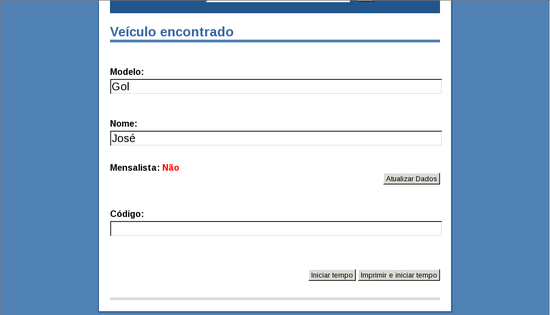 Veículo encontrado
Modelo:
Gol
Nome:
José
Mensalista: Não
Atualizar Dados
Código:
Iniciar tempo Imprimir e iniciar tempo